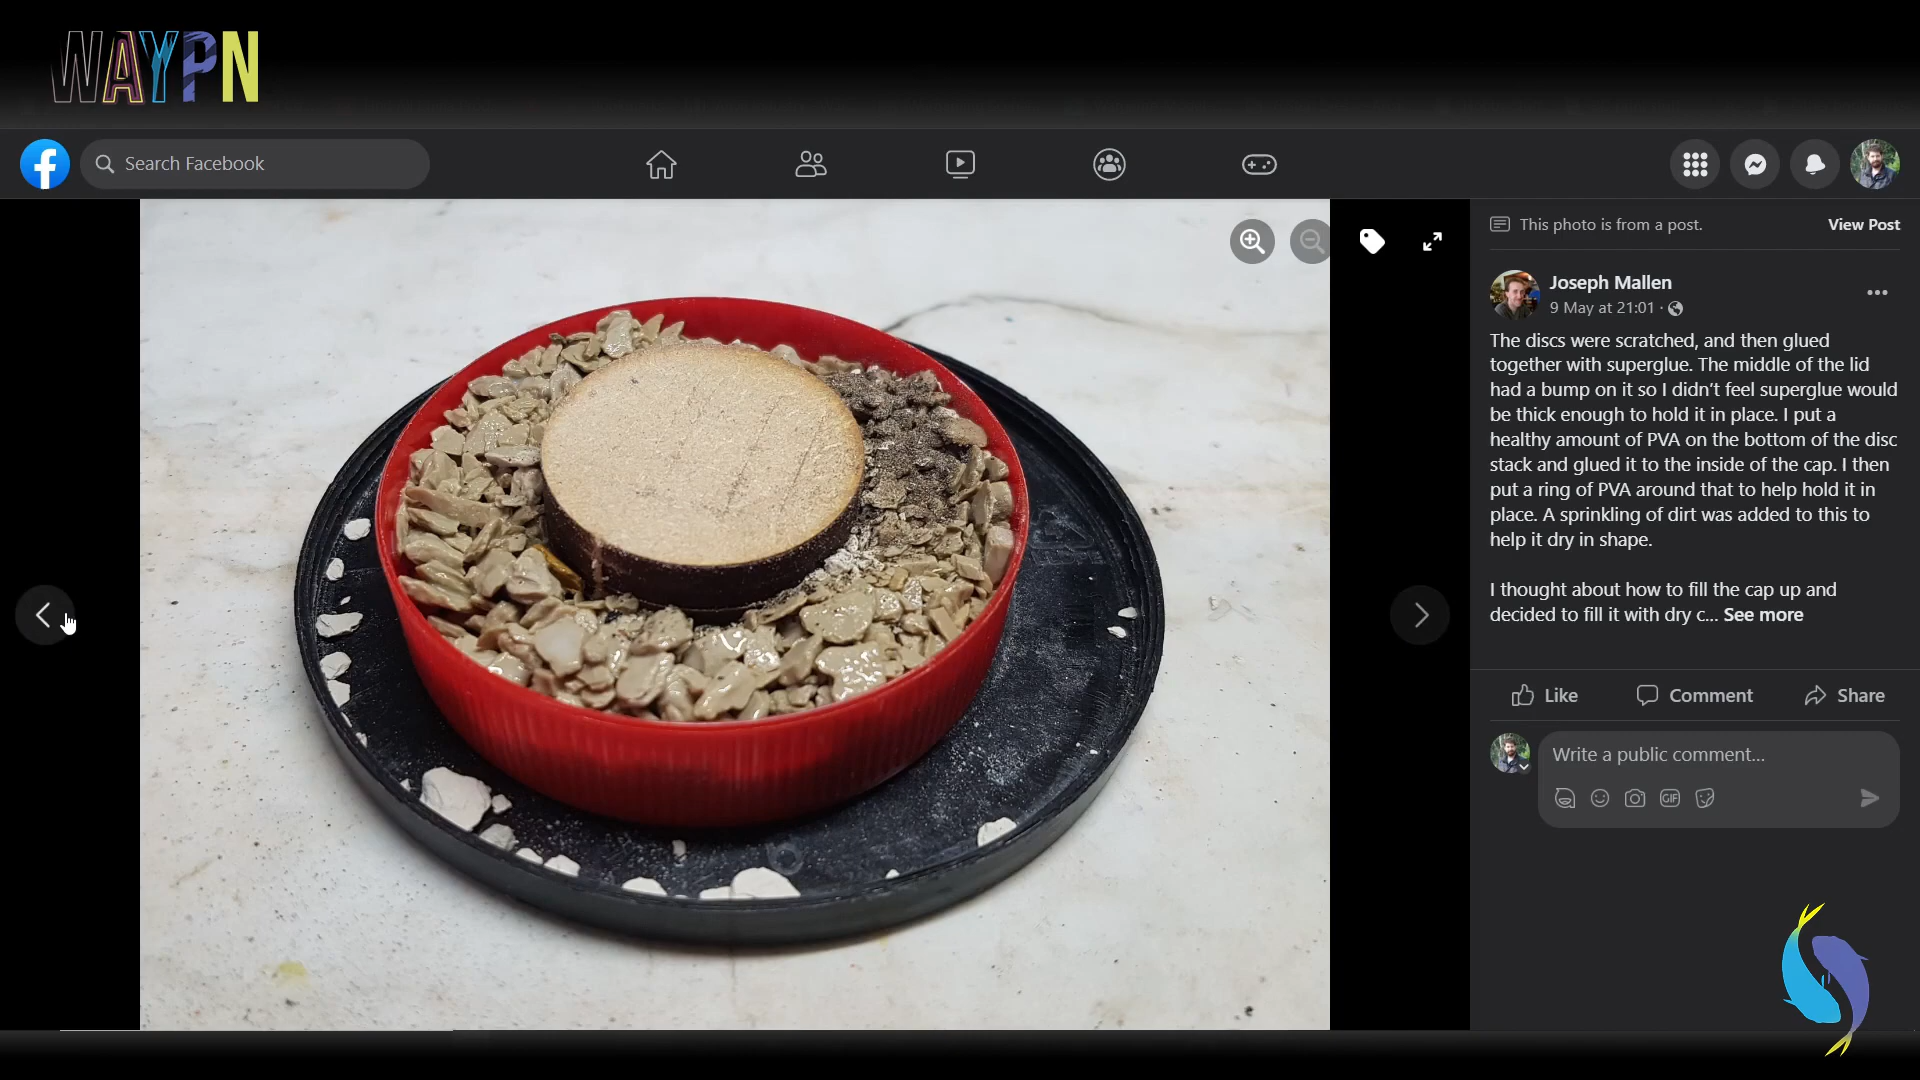 WAYPN
Search Facebook
This photo is from a post.
View Post
Joseph Mallen
9 May at 21:01 ·
The discs were scratched, and then glued
together with superglue. The middle of the lid
had a bump on it so I didn't feel superglue would
be thick enough to hold it in place. I put a
healthy amount of PVA on the bottom of the disc
stack and glued it to the inside of the cap. I then
put a ring of PVA around that to help hold it in
place. A sprinkling of dirt was added to this to
help it dry in shape.
I thought about how to fill the cap up and
decided to fill it with dry c... See more
Like
Comment
Share
Write a public comment...
GIF